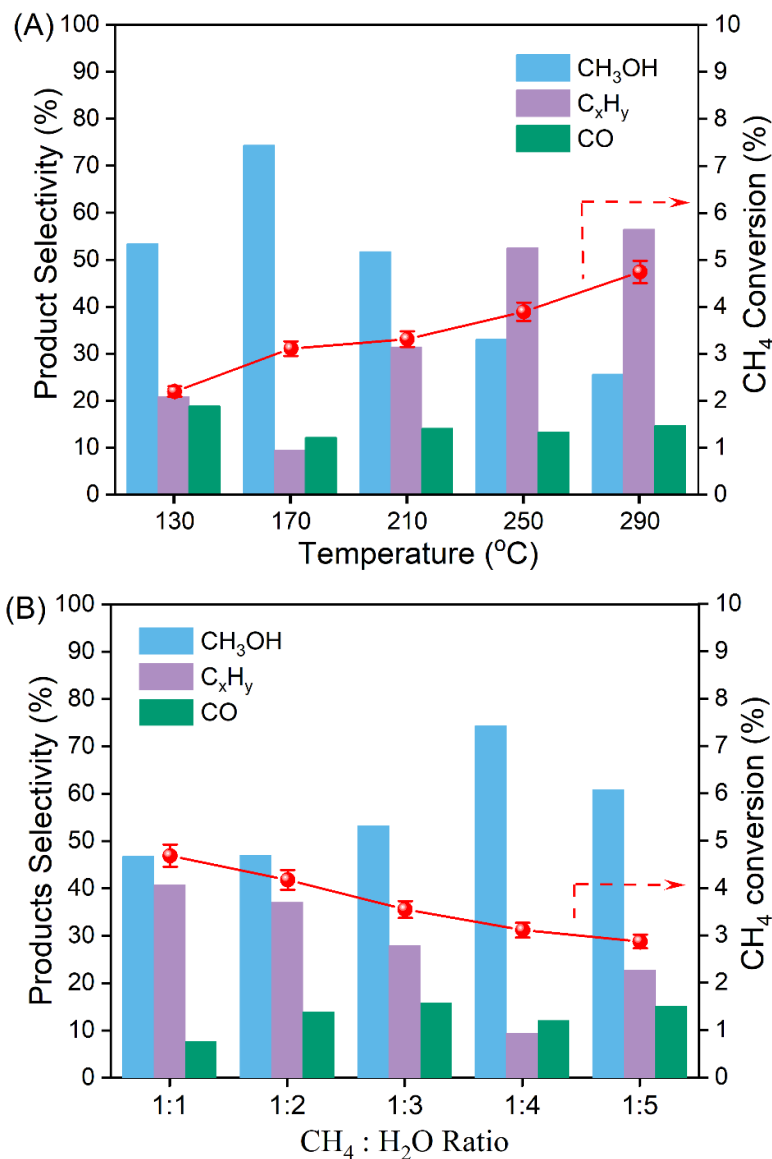 (A)
100
90
80
70
60
50
40
30
20
10
0
Product Selectivity (%)
CH₃OH
CₓHᵧ
CO
10
9
8
7
6
5
4
3
2
1
0
CH₄ Conversion (%)
130 170 210 250 290
Temperature (°C)
(B)
100
90
80
70
60
50
40
30
20
10
0
Products Selectivity (%)
CH₃OH
CₓHᵧ
CO
10
9
8
7
6
5
4
3
2
1
0
CH₄ conversion (%)
1:1 1:2 1:3 1:4 1:5
CH₄ : H₂O Ratio